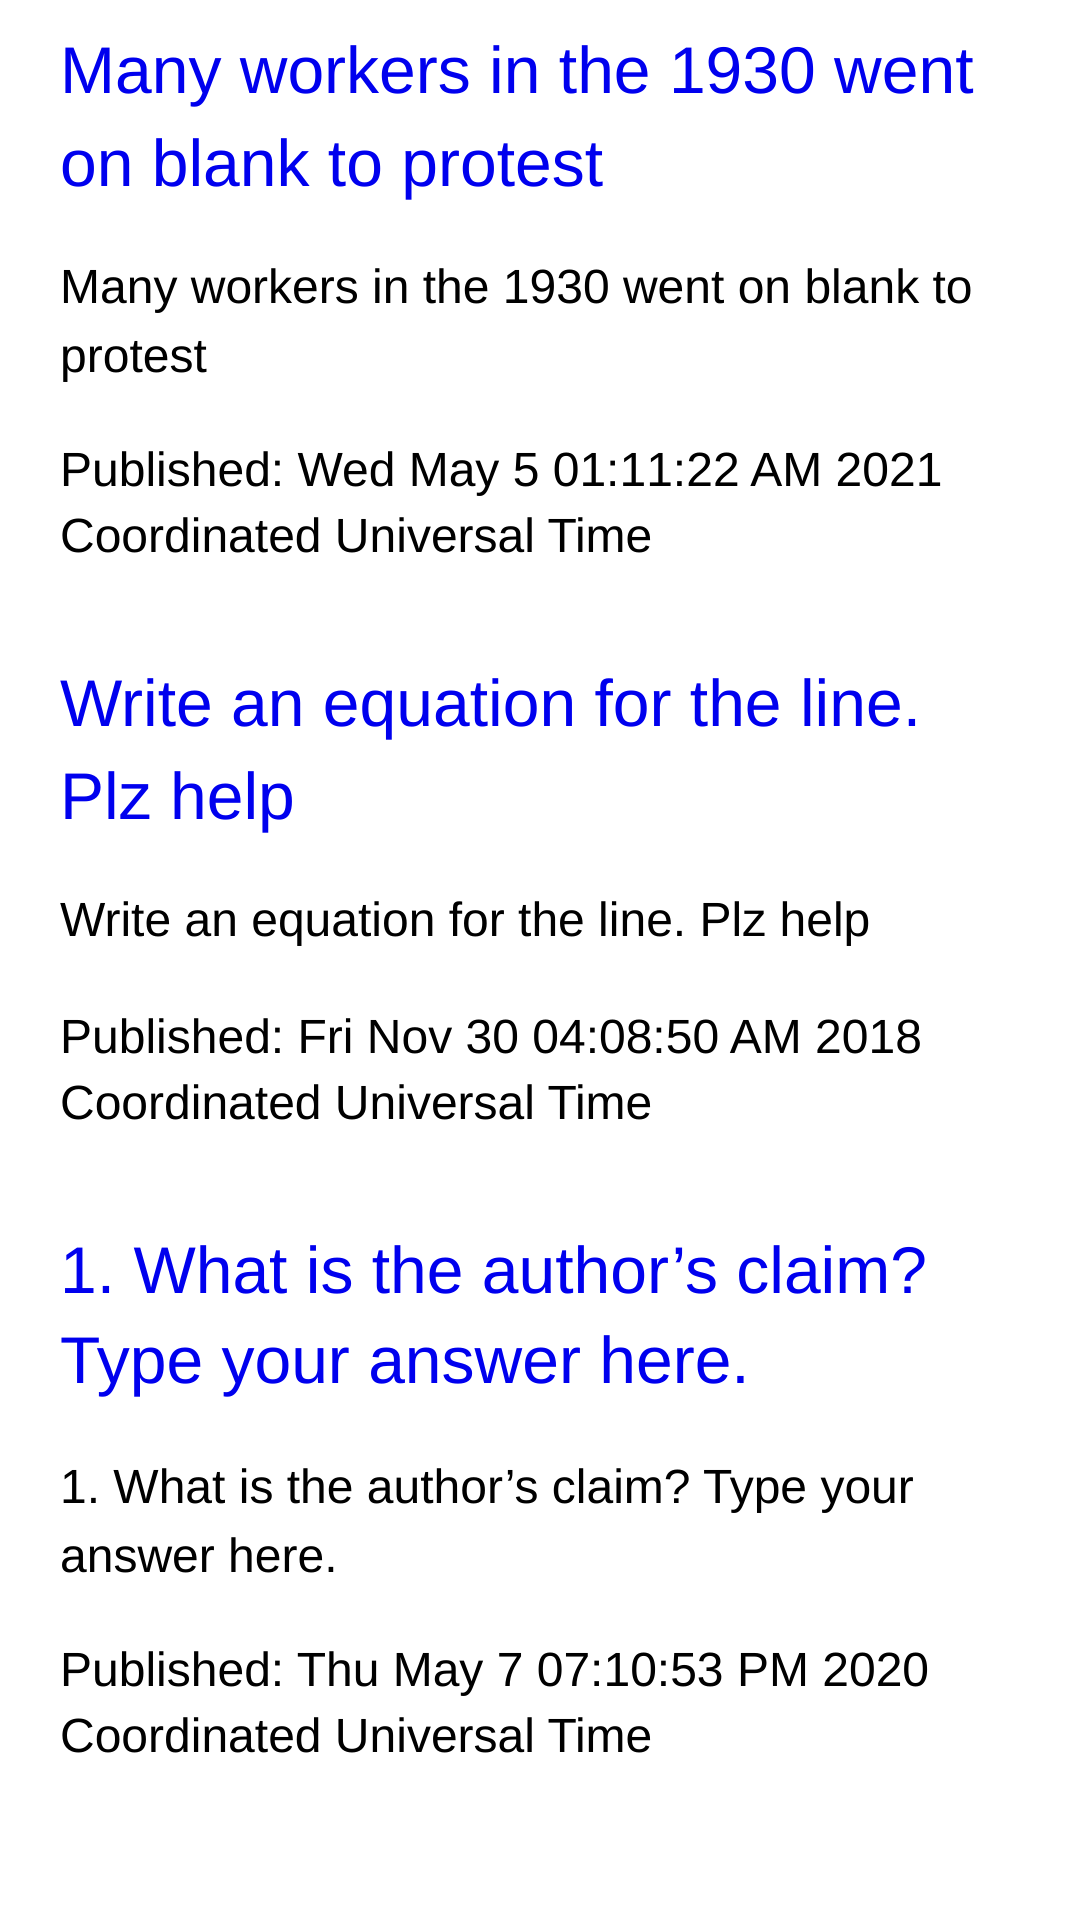 Many workers in the 1930 went
on blank to protest
Many workers in the 1930 went on blank to
protest
Published: Wed May 5 01:11:22 AM 2021
Coordinated Universal Time
Write an equation for the line.
Plz help
Write an equation for the line. Plz help
Published: Fri Nov 30 04:08:50 AM 2018
Coordinated Universal Time
1. What is the author’s claim?
Type your answer here.
1. What is the author’s claim? Type your
answer here.
Published: Thu May 7 07:10:53 PM 2020
Coordinated Universal Time